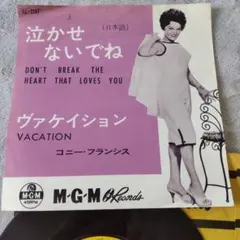 泣かせ
ないでね
(日本語)
DON'T BREAK THE
HEART THAT LOVES YOU
ヴァケイション
VACATION
コニー・フランシス
MGM
M-G-M Records